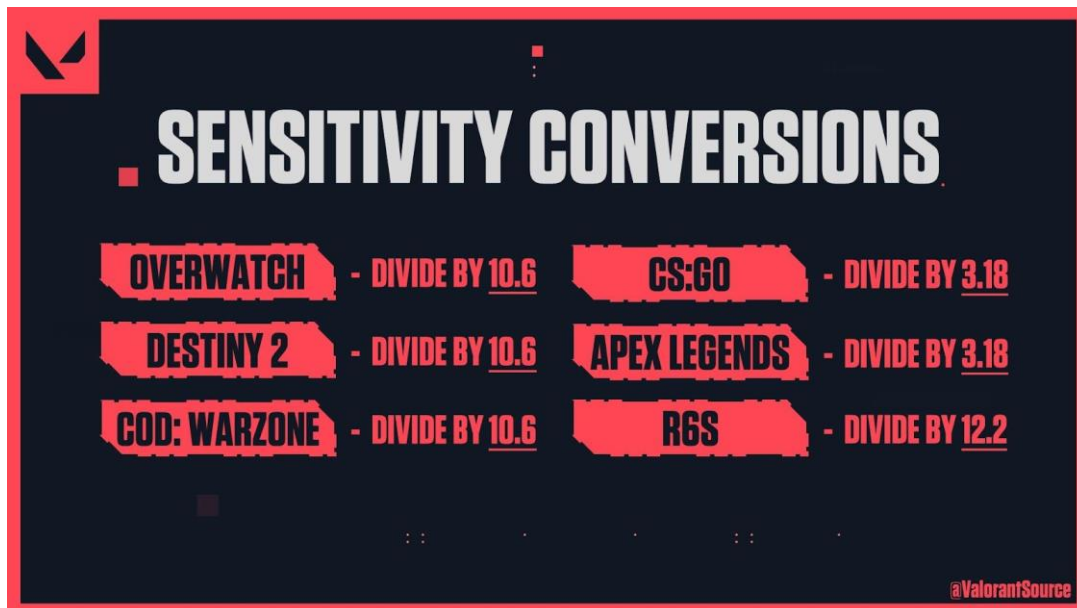 SENSITIVITY CONVERSIONS
OVERWATCH - DIVIDE BY 10.6
CS:GO - DIVIDE BY 3.18
DESTINY 2 - DIVIDE BY 10.6
APEX LEGENDS - DIVIDE BY 3.18
COD: WARZONE - DIVIDE BY 10.6
R6S - DIVIDE BY 12.2
@ValorantSource